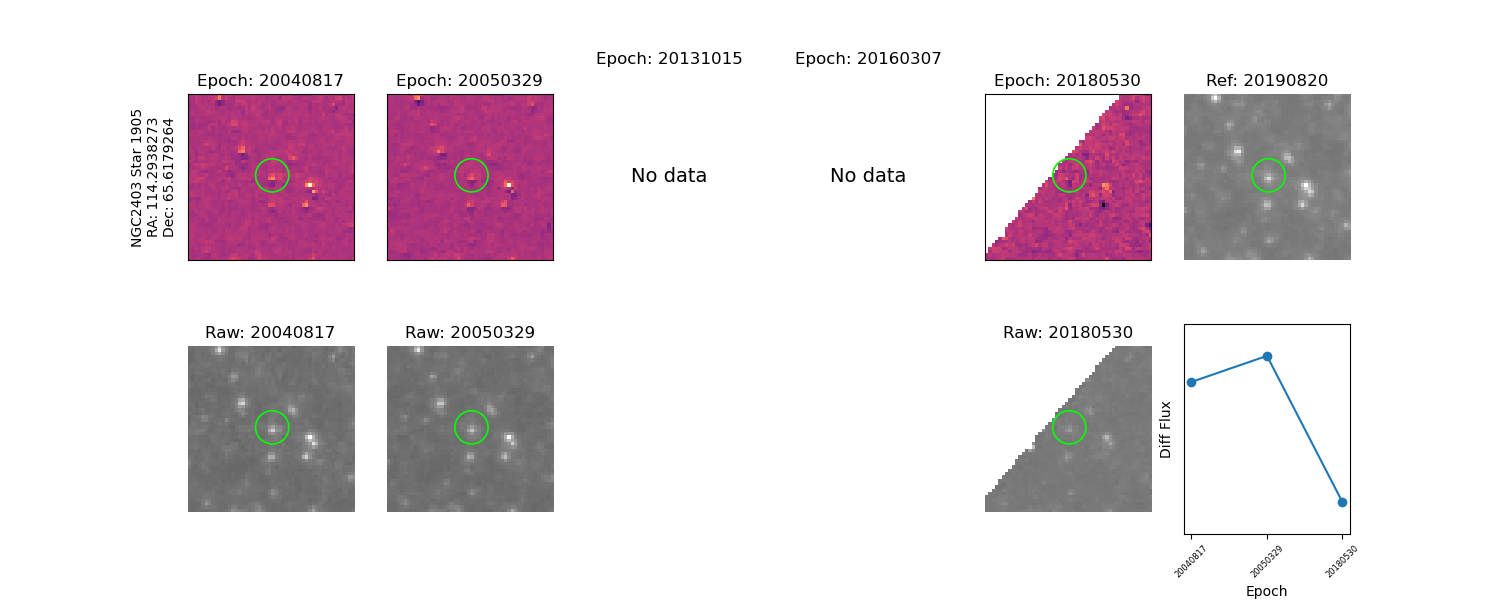 Epoch: 20040817
Epoch: 20050329
Epoch: 20131015
Epoch: 20160307
Epoch: 20180530
Ref: 20190820
NGC2403 Star 1905
RA: 114.2938273
Dec: 65.6179264
No data
No data
Raw: 20040817
Raw: 20050329
Raw: 20180530
Diff Flux
20040817
20050329
20180530
Epoch